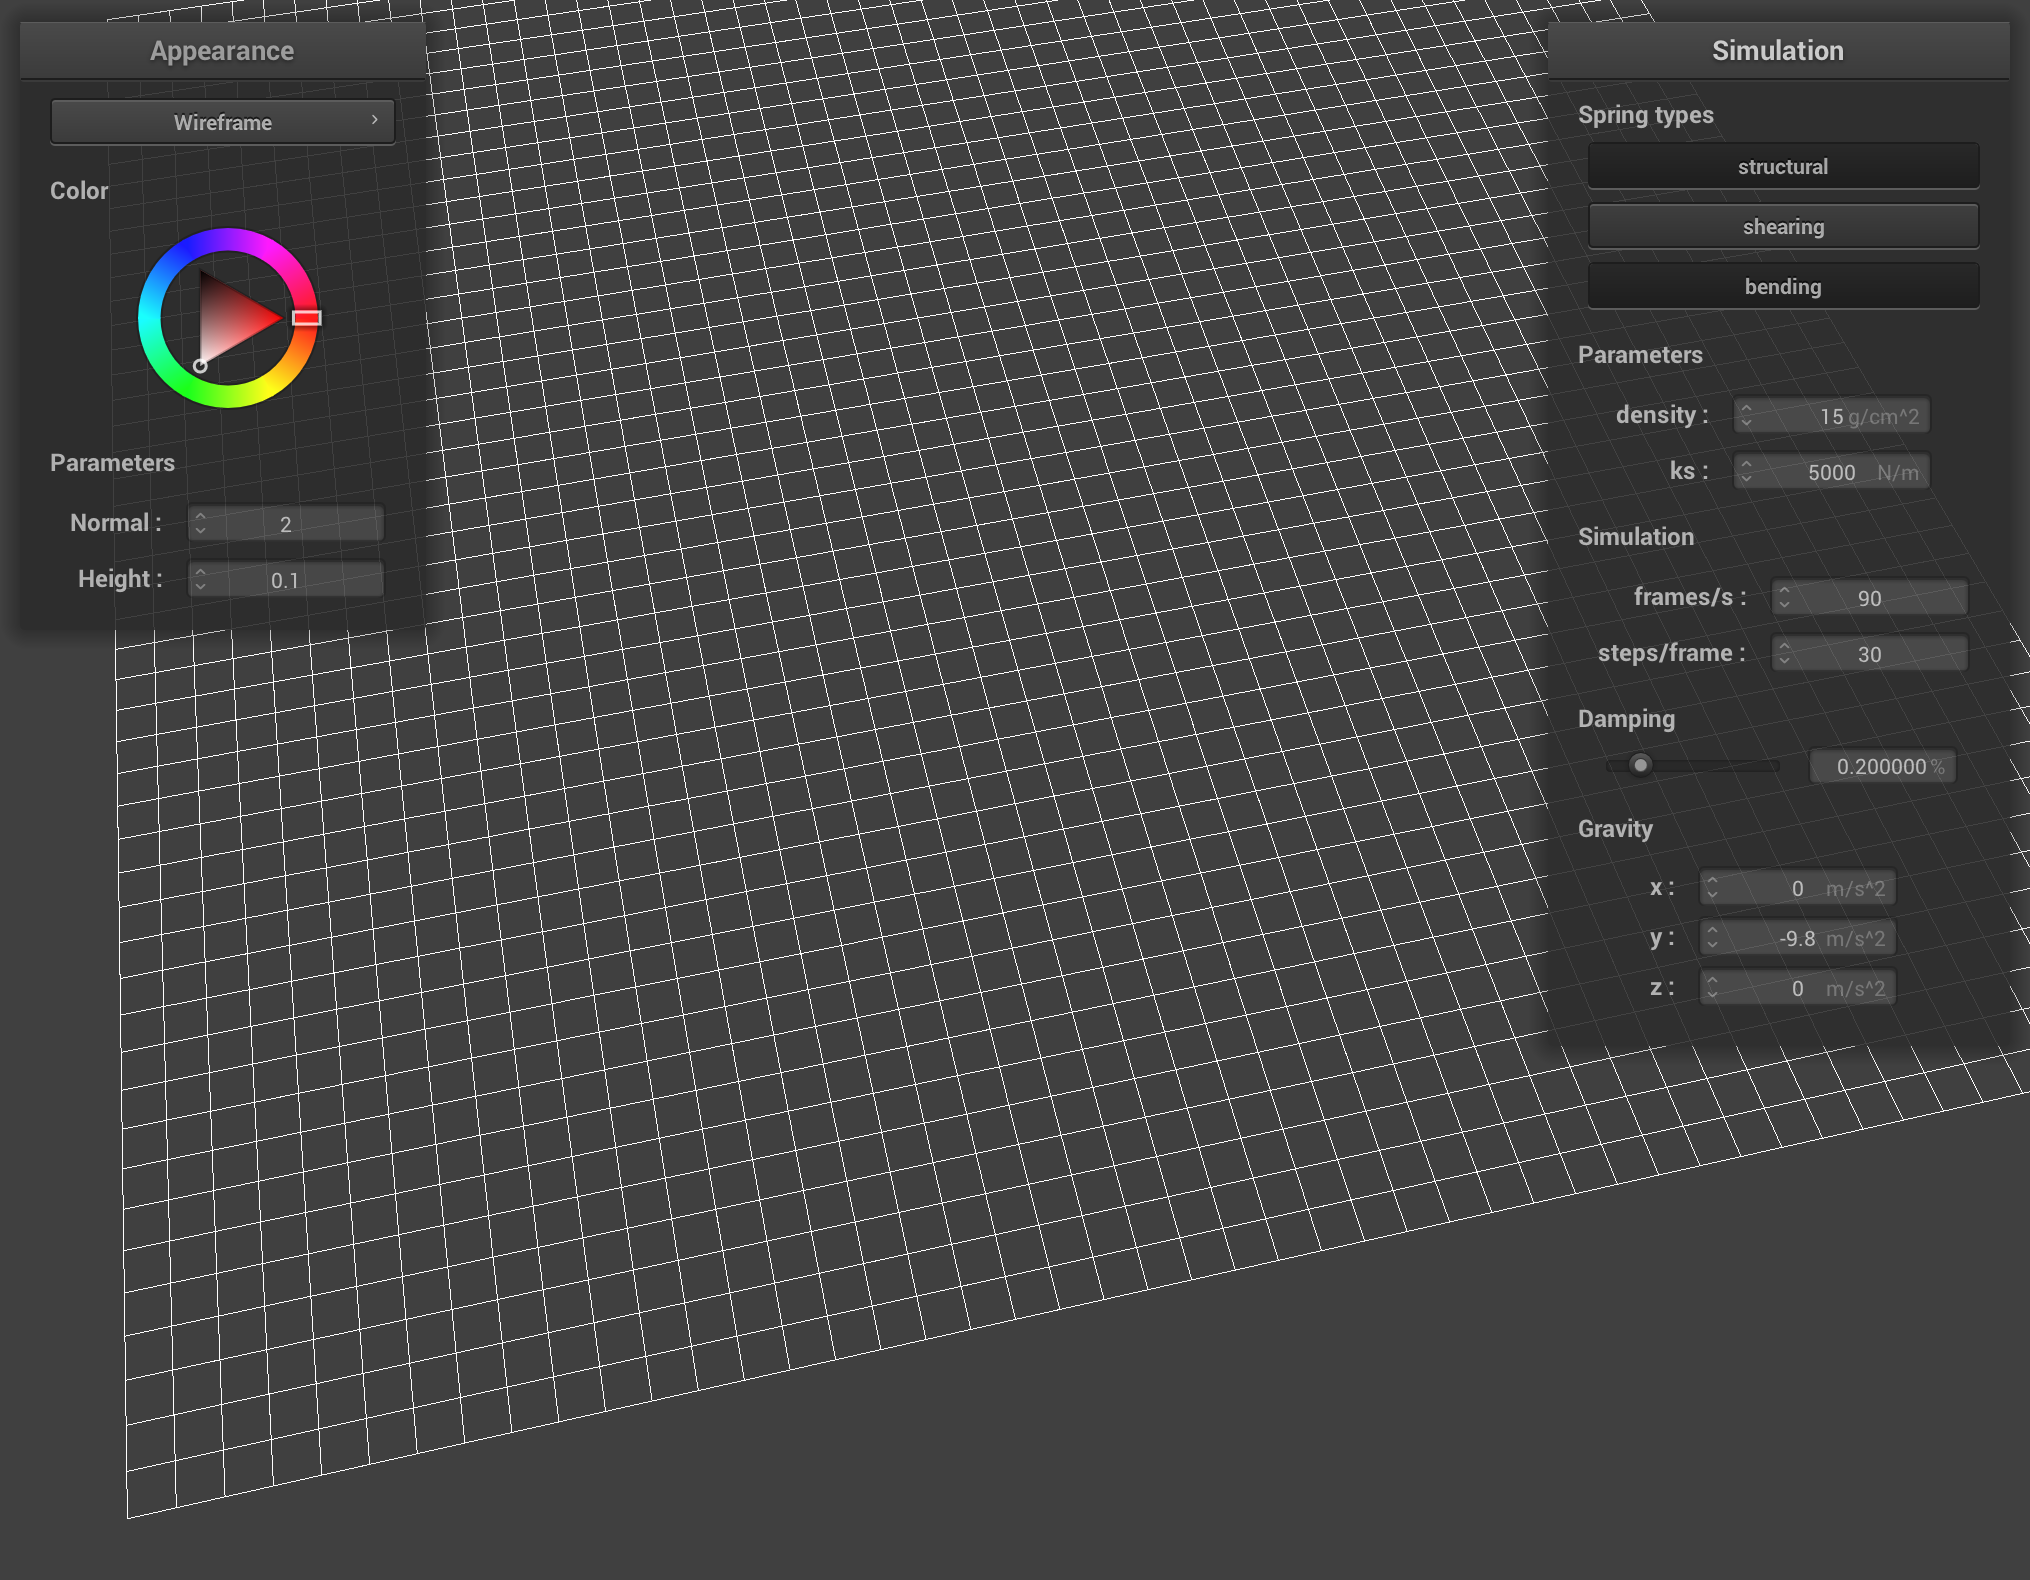 Appearance
Wireframe
Color
Parameters
Normal : 2
Height : 0.1
Simulation
Spring types
structural
shearing
bending
Parameters
density : 15 g/cm^2
ks : 5000 N/m
Simulation
frames/s : 90
steps/frame : 30
Damping
0.200000 %
Gravity
x : 0 m/s^2
y : -9.8 m/s^2
z : 0 m/s^2